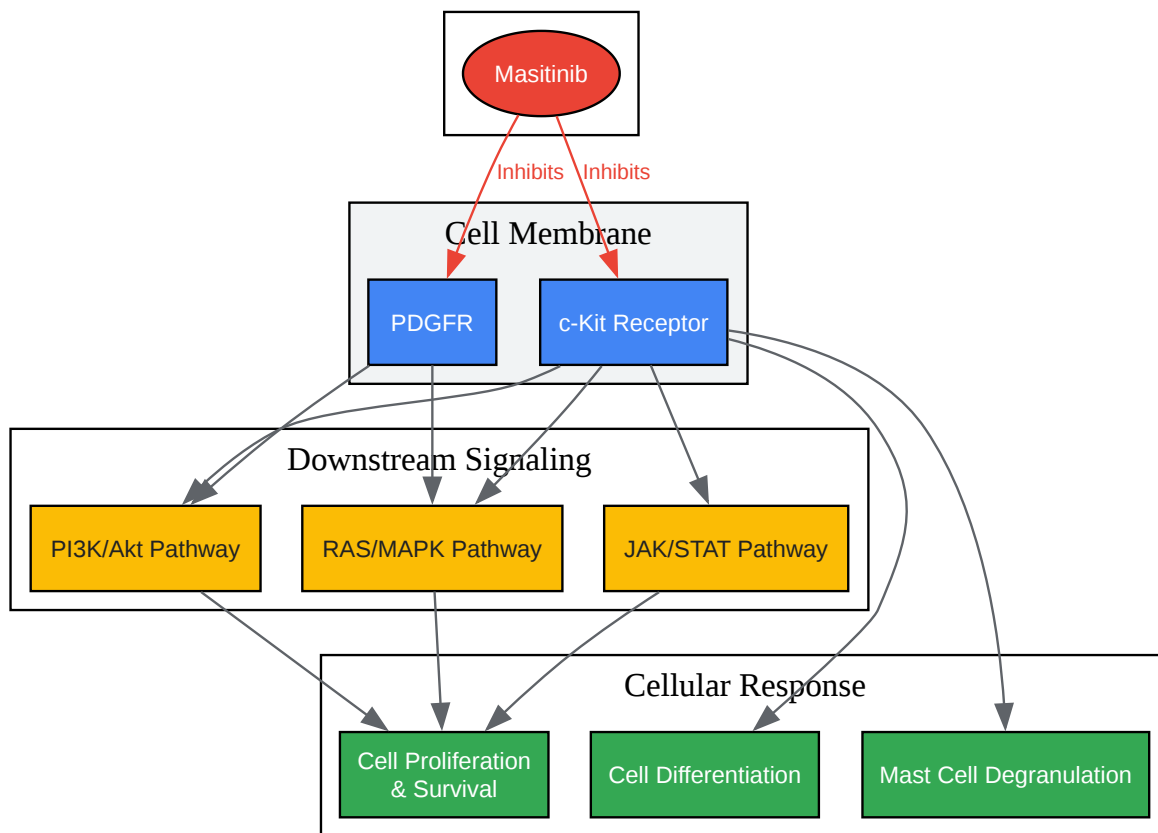 Masitinib
Inhibits
Inhibits
Cell Membrane
PDGFR
c-Kit Receptor
Downstream Signaling
PI3K/Akt Pathway
RAS/MAPK Pathway
JAK/STAT Pathway
Cellular Response
Cell Proliferation
& Survival
Cell Differentiation
Mast Cell Degranulation